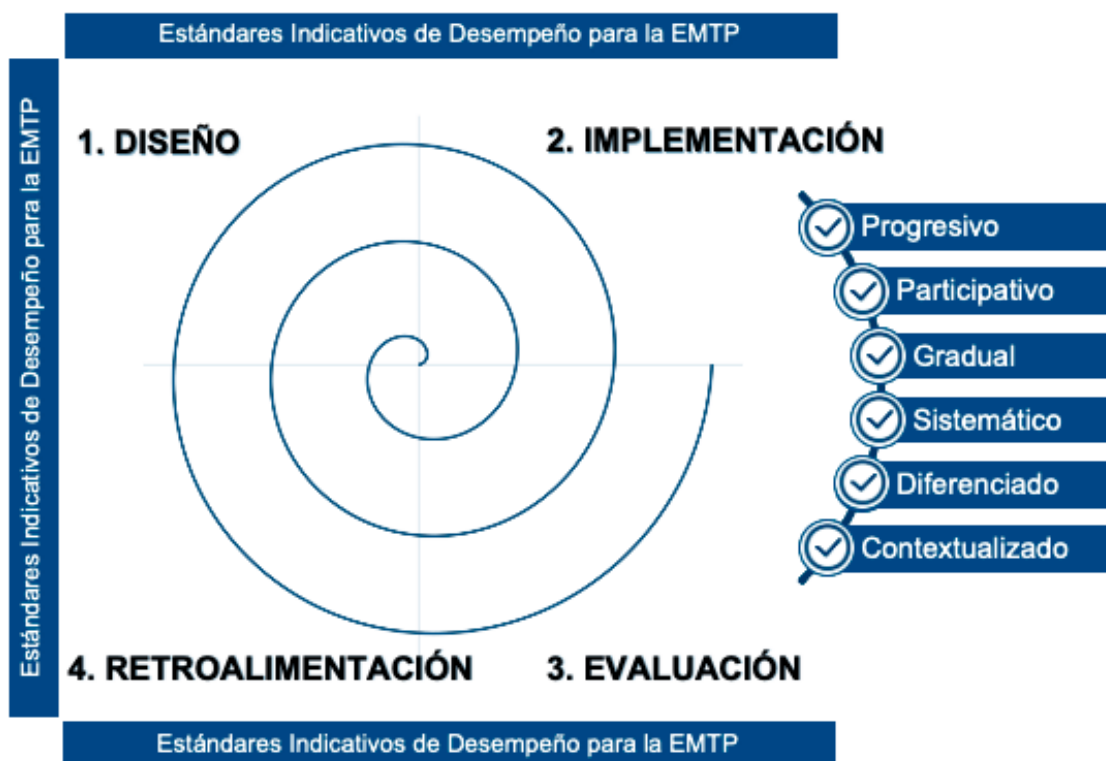 Estándares Indicativos de Desempeño para la EMTP
Estándares Indicativos de Desempeño para la EMTP
1. DISEÑO
2. IMPLEMENTACIÓN
Progresivo
Participativo
Gradual
Sistemático
Diferenciado
Contextualizado
4. RETROALIMENTACIÓN
3. EVALUACIÓN
Estándares Indicativos de Desempeño para la EMTP